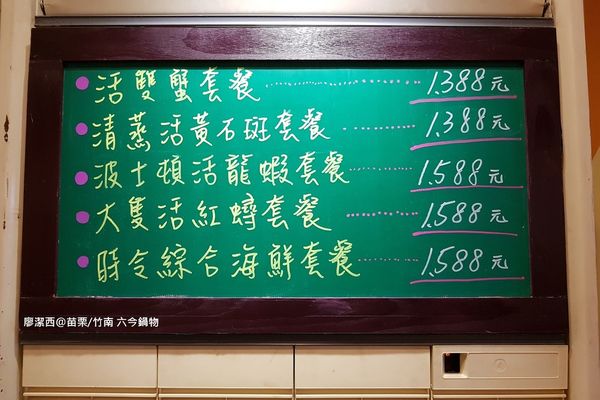 活雙蟹套餐 1.388元
清蒸活黃石斑套餐 1.388元
波士頓活龍蝦套餐 1.588元
大隻活紅蟳套餐 1.588元
時令綜合海鮮套餐 1.588元
廖潔西@苗栗/竹南 六今鍋物